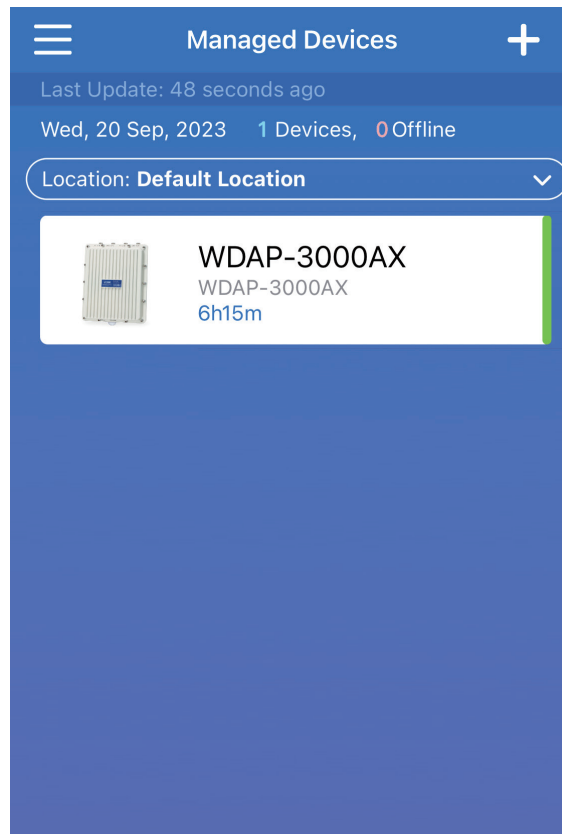 Managed Devices
Last Update: 48 seconds ago
Wed, 20 Sep, 2023 1 Devices, 0 Offline
Location: Default Location
WDAP-3000AX
WDAP-3000AX
6h15m